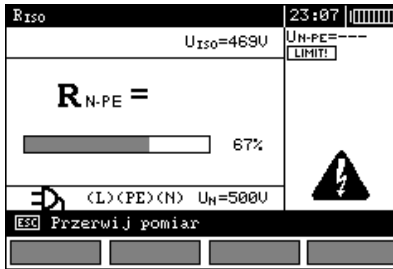 RISO 23:07
UISO=469V UN-PE=---
LIMIT!
RN-PE =
67%
(L)(PE)(N) UN=500V
ESC Przerwij pomiar